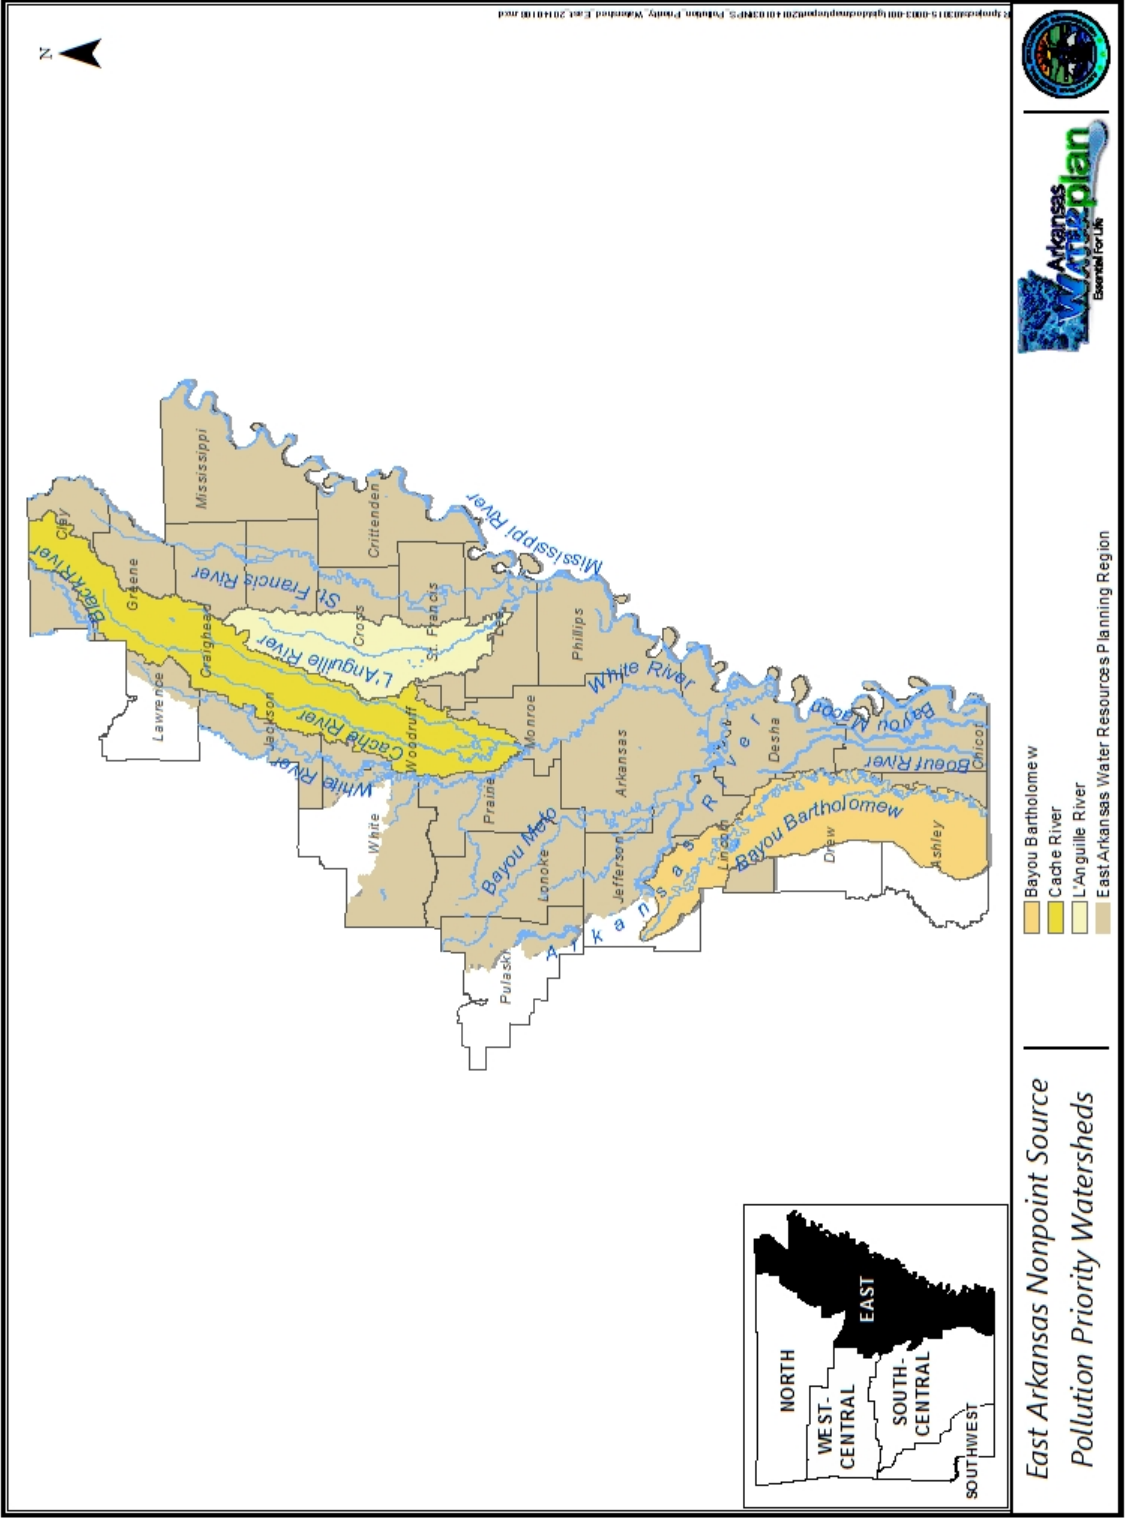 N
Mississippi
Clay
Black River
Greene
St. Francis River
Crittenden
Mississippi River
Craighead
Cross
St. Francis
Lee
L'Anguille River
Lawrence
Jackson
Cache River
Woodruff
White River
White
Phillips
White River
Monroe
Prairie
Arkansas
Bayou Meto
Lonoke
Jefferson
Pulaski
Arkansas River
Desha
Bayou Macon
Boeuf River
Chicot
Lincoln
Bayou Bartholomew
Drew
Ashley
NORTH
WEST-
CENTRAL
SOUTH-
CENTRAL
SOUTHWEST
EAST
East Arkansas Nonpoint Source
Pollution Priority Watersheds
Bayou Bartholomew
Cache River
L'Anguille River
East Arkansas Water Resources Planning Region
Arkansas
Water plan
Essential For Life